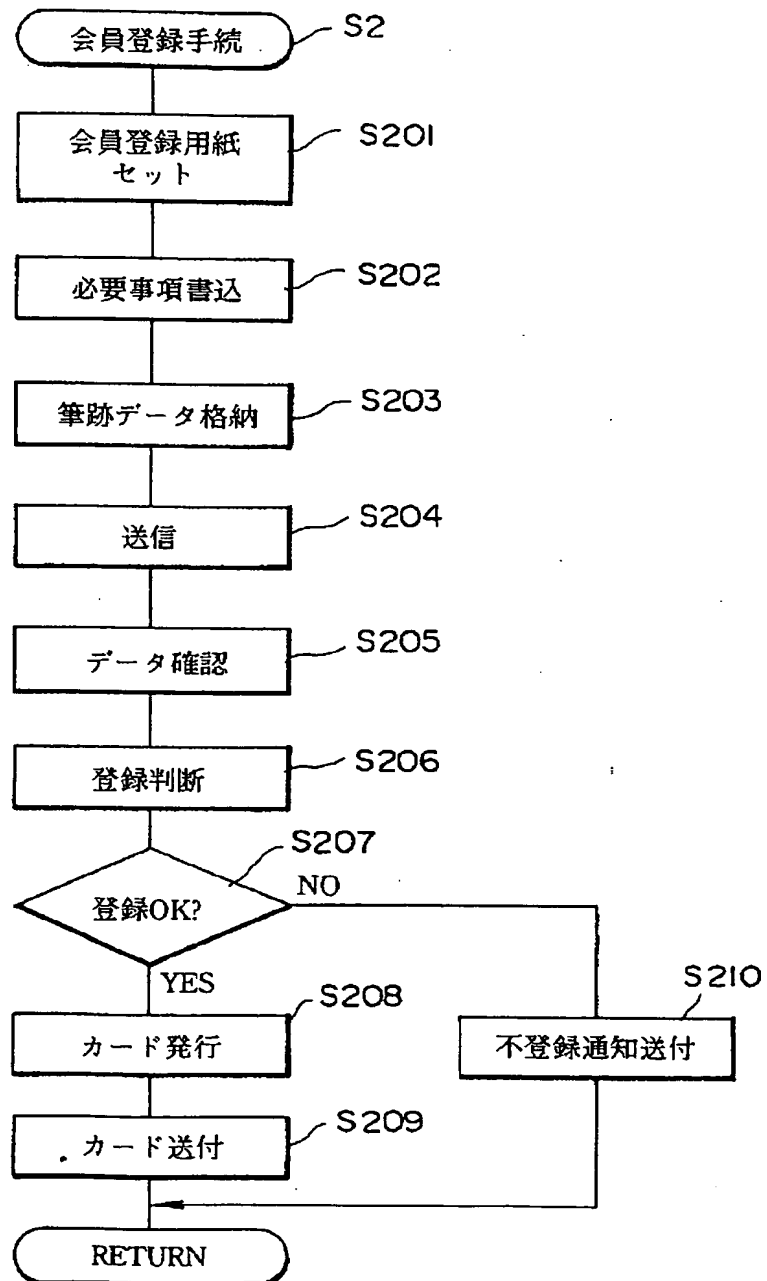 会員登録手続
S2
会員登録用紙
セット
S201
必要事項書込
S202
筆跡データ格納
S203
送信
S204
データ確認
S205
登録判断
S206
S207
登録OK?
NO
YES
カード発行
S208
不登録通知送付
S210
カード送付
S209
RETURN